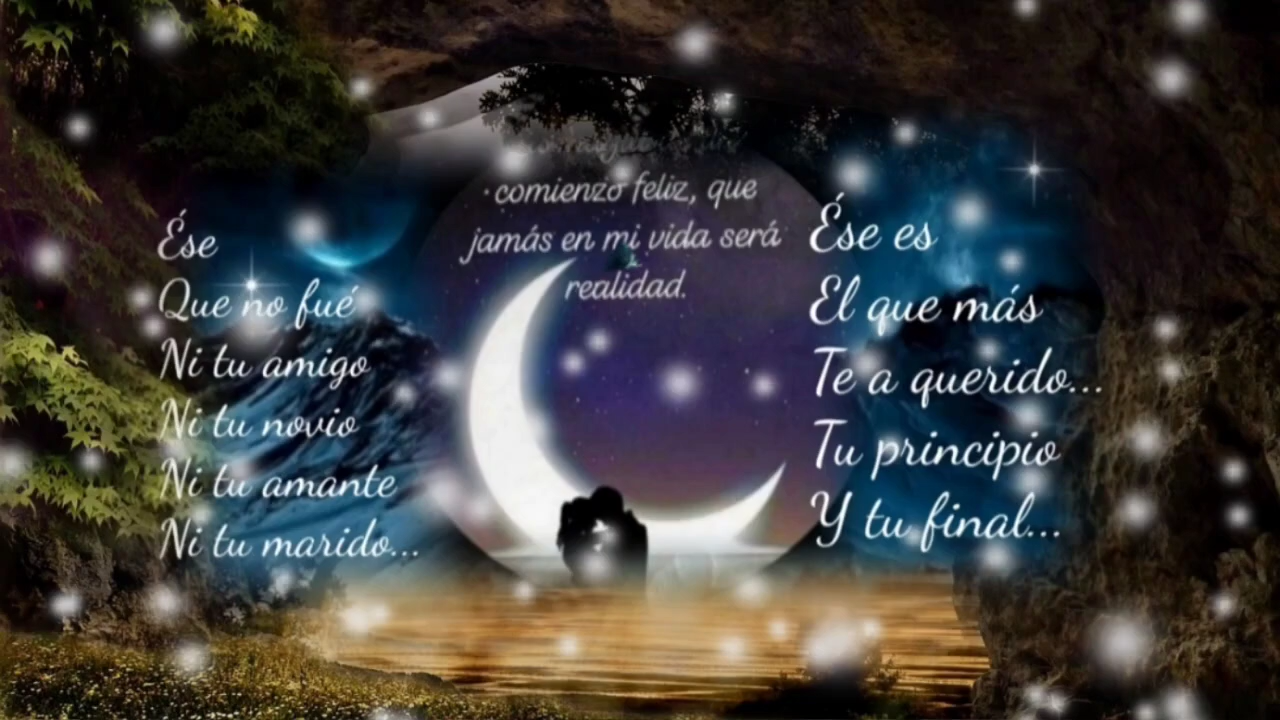 comienzo feliz, que
jamás en mi vida será
realidad.
Ése
Que no fué
Ni tu amigo
Ni tu novio
Ni tu amante
Ni tu marido...
Ése es
El que más
Te a querido...
Tu principio
Y tu final...